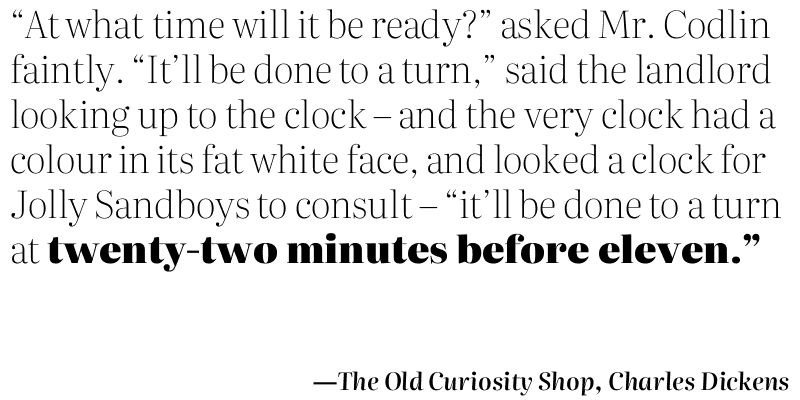 “At what time will it be ready?” asked Mr. Codlin
faintly. “It’ll be done to a turn,” said the landlord
looking up to the clock – and the very clock had a
colour in its fat white face, and looked a clock for
Jolly Sandboys to consult – “it’ll be done to a turn
at twenty-two minutes before eleven.”
—The Old Curiosity Shop, Charles Dickens